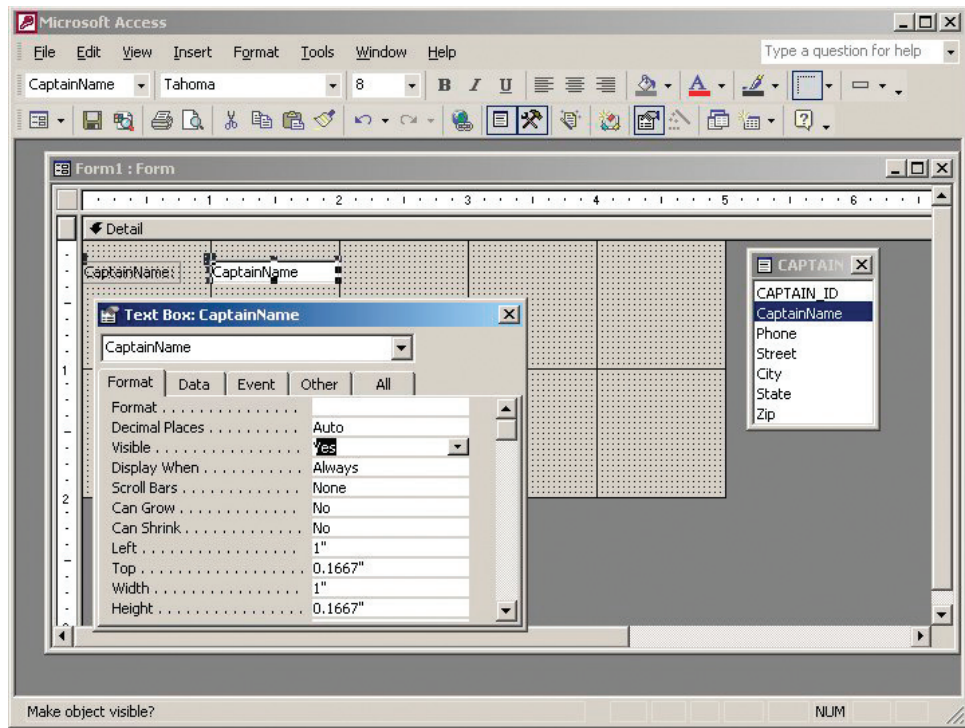 Microsoft Access
File Edit View Insert Format Tools Window Help Type a question for help
CaptainName Tahoma 8 B I U A
Form1 : Form
1 2 3 4 5 6
Detail
CaptainName: CaptainName
CAPTAIN
CAPTAIN_ID
CaptainName
Phone
Street
City
State
Zip
Text Box: CaptainName
CaptainName
Format Data Event Other All
Format
Decimal Places Auto
Visible Yes
Display When Always
Scroll Bars None
Can Grow No
Can Shrink No
Left 1"
Top 0.1667"
Width 1"
Height 0.1667"
1
2
Make object visible? NUM